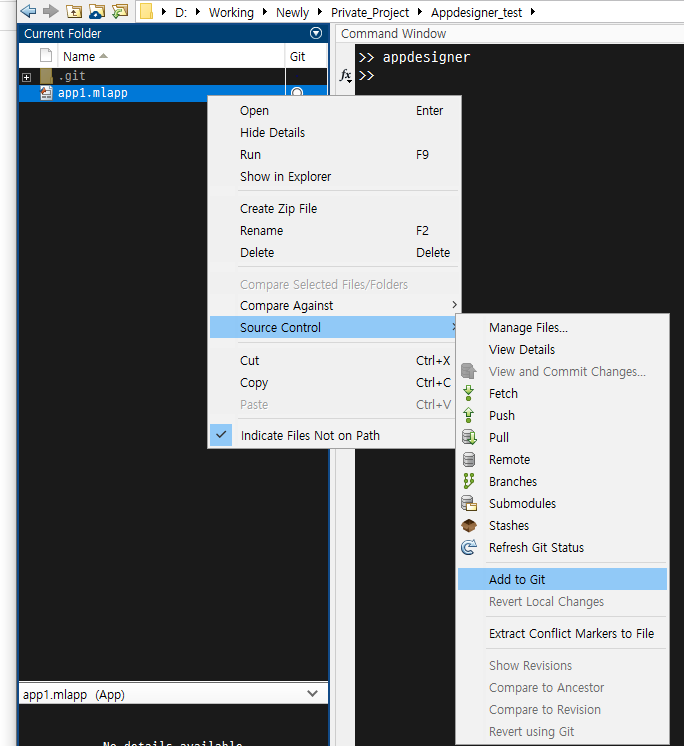 D: Working Newly Private_Project Appdesigner_test
Current Folder
Name Git
.git
app1.mlapp
Command Window
>> appdesigner
fx >>
Open Enter
Hide Details
Run F9
Show in Explorer
Create Zip File
Rename F2
Delete Delete
Compare Selected Files/Folders
Compare Against
Source Control
Cut Ctrl+X
Copy Ctrl+C
Paste Ctrl+V
Indicate Files Not on Path
Manage Files...
View Details
View and Commit Changes...
Fetch
Push
Pull
Remote
Branches
Submodules
Stashes
Refresh Git Status
Add to Git
Revert Local Changes
Extract Conflict Markers to File
Show Revisions
Compare to Ancestor
Compare to Revision
Revert using Git
app1.mlapp (App)
No details available